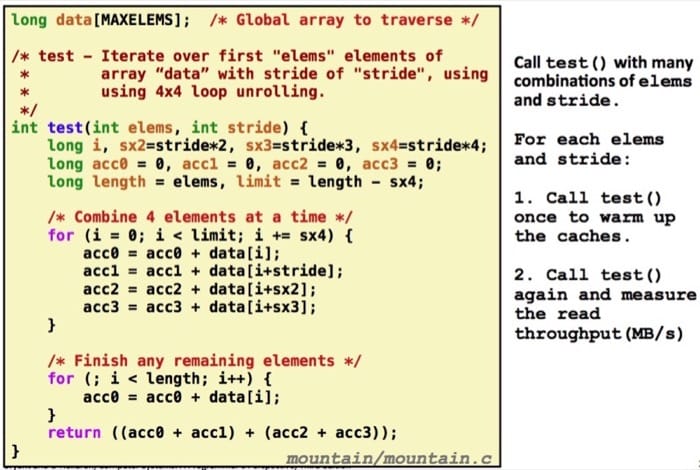 long data[MAXELEMS];  /* Global array to traverse */
/* test – Iterate over first "elems" elements of
 *        array “data” with stride of "stride", using
 *        using 4x4 loop unrolling.
 */
int test(int elems, int stride) {
    long i, sx2=stride*2, sx3=stride*3, sx4=stride*4;
    long acc0 = 0, acc1 = 0, acc2 = 0, acc3 = 0;
    long length = elems, limit = length – sx4;
    /* Combine 4 elements at a time */
    for (i = 0; i < limit; i += sx4) {
        acc0 = acc0 + data[i];
        acc1 = acc1 + data[i+stride];
        acc2 = acc2 + data[i+sx2];
        acc3 = acc3 + data[i+sx3];
    }
    /* Finish any remaining elements */
    for (; i < length; i++) {
        acc0 = acc0 + data[i];
    }
    return ((acc0 + acc1) + (acc2 + acc3));
}
mountain/mountain.c
Call test() with many
combinations of elems
and stride.
For each elems
and stride:
1. Call test()
once to warm up
the caches.
2. Call test()
again and measure
the read
throughput(MB/s)